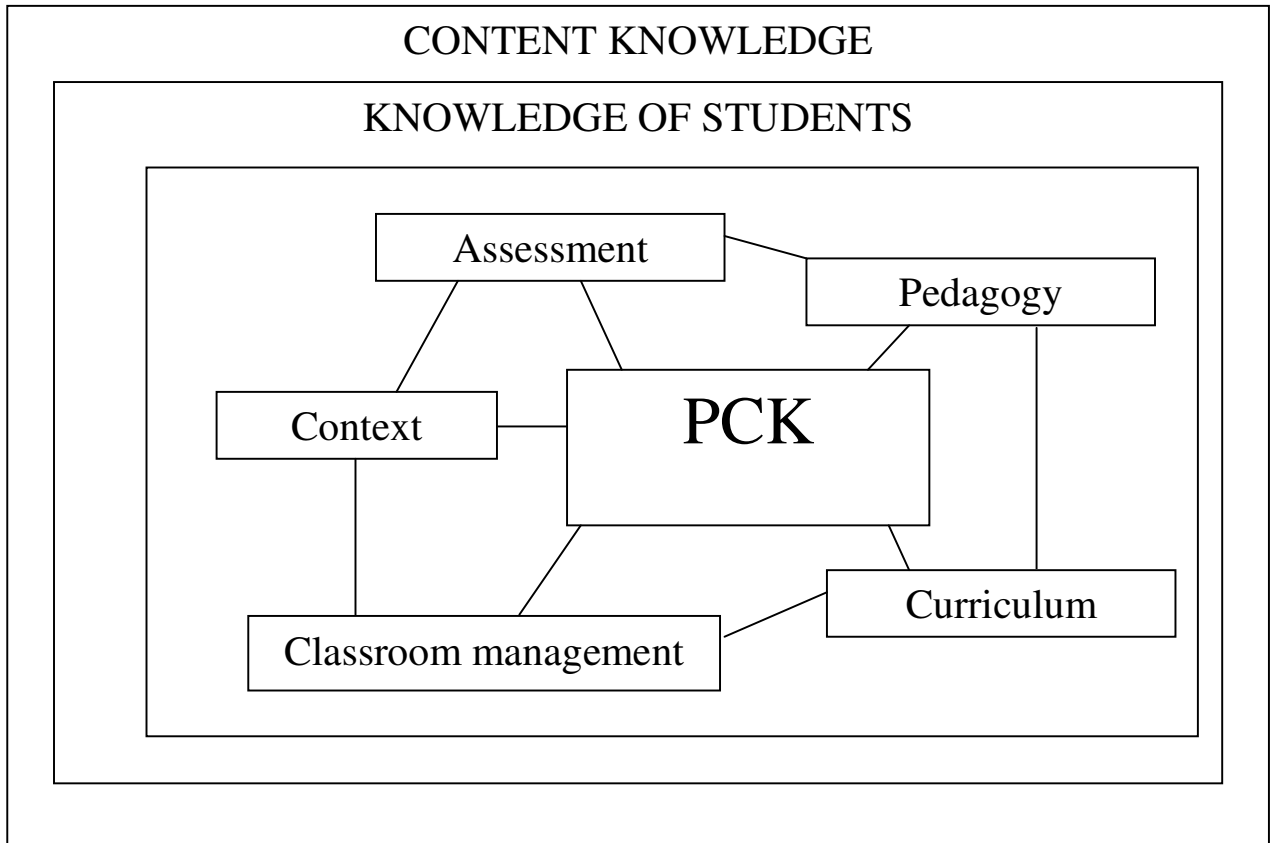 CONTENT KNOWLEDGE
KNOWLEDGE OF STUDENTS
Assessment
Pedagogy
Context
PCK
Curriculum
Classroom management